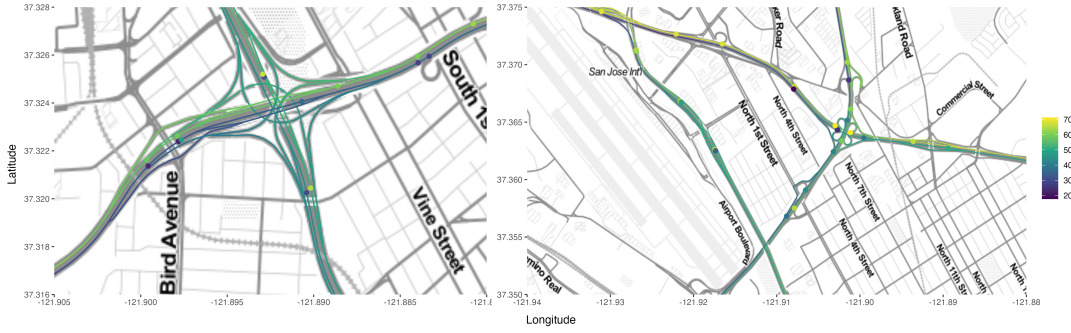 37.328
37.326
37.324
37.322
37.320
37.318
37.316
Latitude
-121.905
-121.900
-121.895
-121.890
-121.885
Bird Avenue
Vine Street
37.375
37.370
37.365
37.360
37.355
37.350
-121.94
-121.93
-121.92
-121.91
-121.90
-121.89
-121.88
San Jose Int'l
Commercial Street
North 1st Street
North 4th Street
North 7th Street
Airport Boulevard
North 4th Street
North 11th Street
North
Longitude
70
60
50
40
30
20